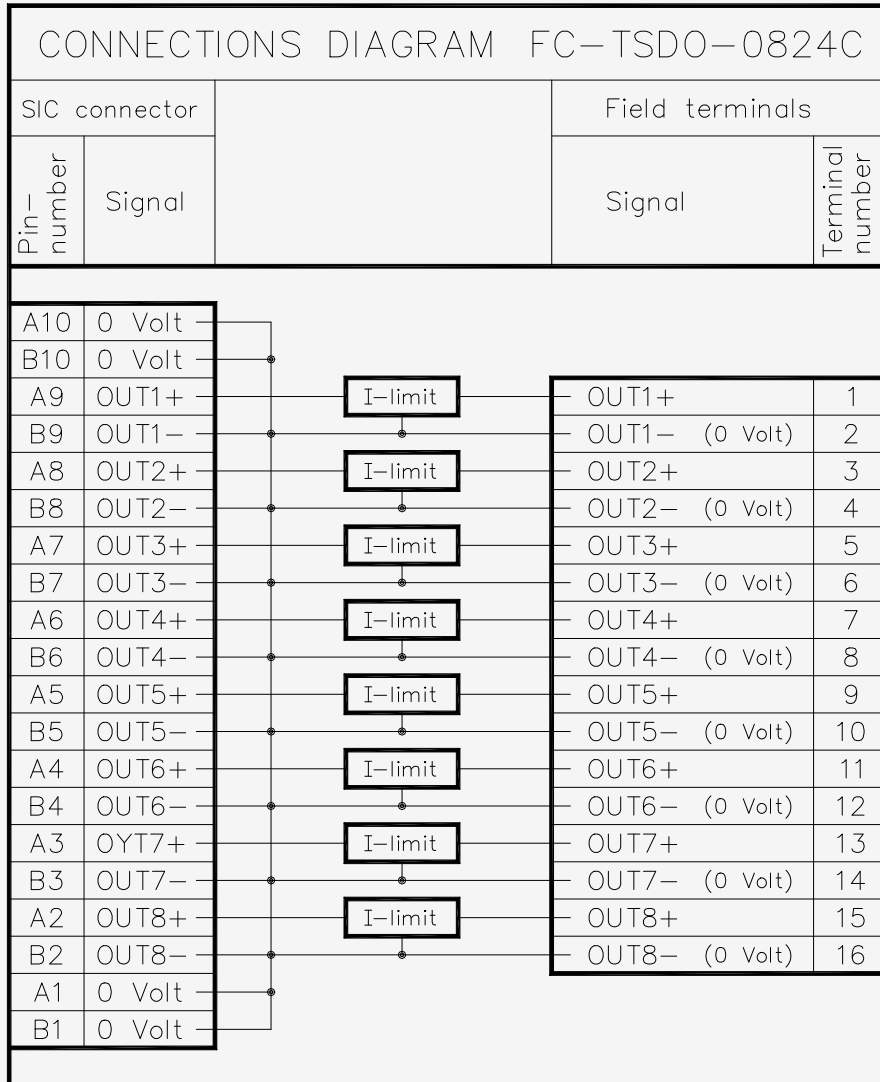 CONNECTIONS DIAGRAM FC-TSDO-0824C
SIC connector
Field terminals
Pin-
number
Signal
Signal
Terminal
number
A10 0 Volt
B10 0 Volt
A9 OUT1+ I-limit OUT1+ 1
B9 OUT1- OUT1- (0 Volt) 2
A8 OUT2+ I-limit OUT2+ 3
B8 OUT2- OUT2- (0 Volt) 4
A7 OUT3+ I-limit OUT3+ 5
B7 OUT3- OUT3- (0 Volt) 6
A6 OUT4+ I-limit OUT4+ 7
B6 OUT4- OUT4- (0 Volt) 8
A5 OUT5+ I-limit OUT5+ 9
B5 OUT5- OUT5- (0 Volt) 10
A4 OUT6+ I-limit OUT6+ 11
B4 OUT6- OUT6- (0 Volt) 12
A3 OYT7+ I-limit OUT7+ 13
B3 OUT7- OUT7- (0 Volt) 14
A2 OUT8+ I-limit OUT8+ 15
B2 OUT8- OUT8- (0 Volt) 16
A1 0 Volt
B1 0 Volt